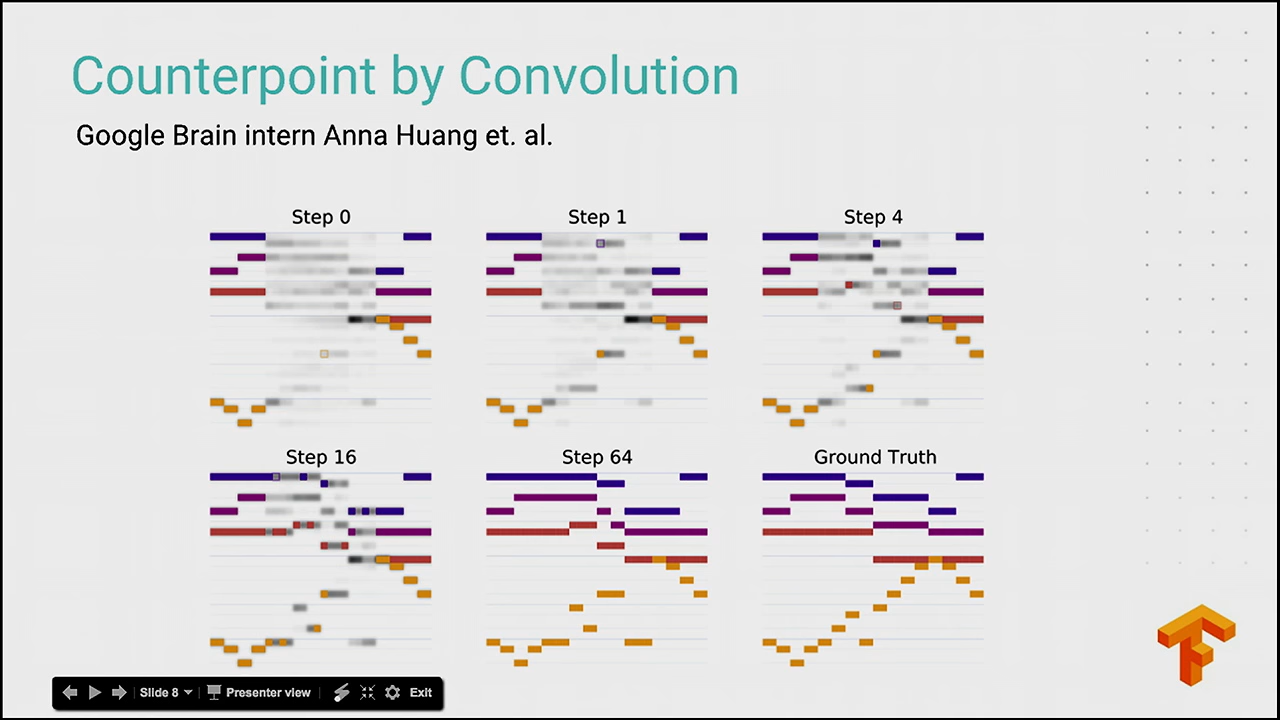 Counterpoint by Convolution
Google Brain intern Anna Huang et. al.
Step 0
Step 1
Step 4
Step 16
Step 64
Ground Truth
Slide 8
Presenter view
Exit